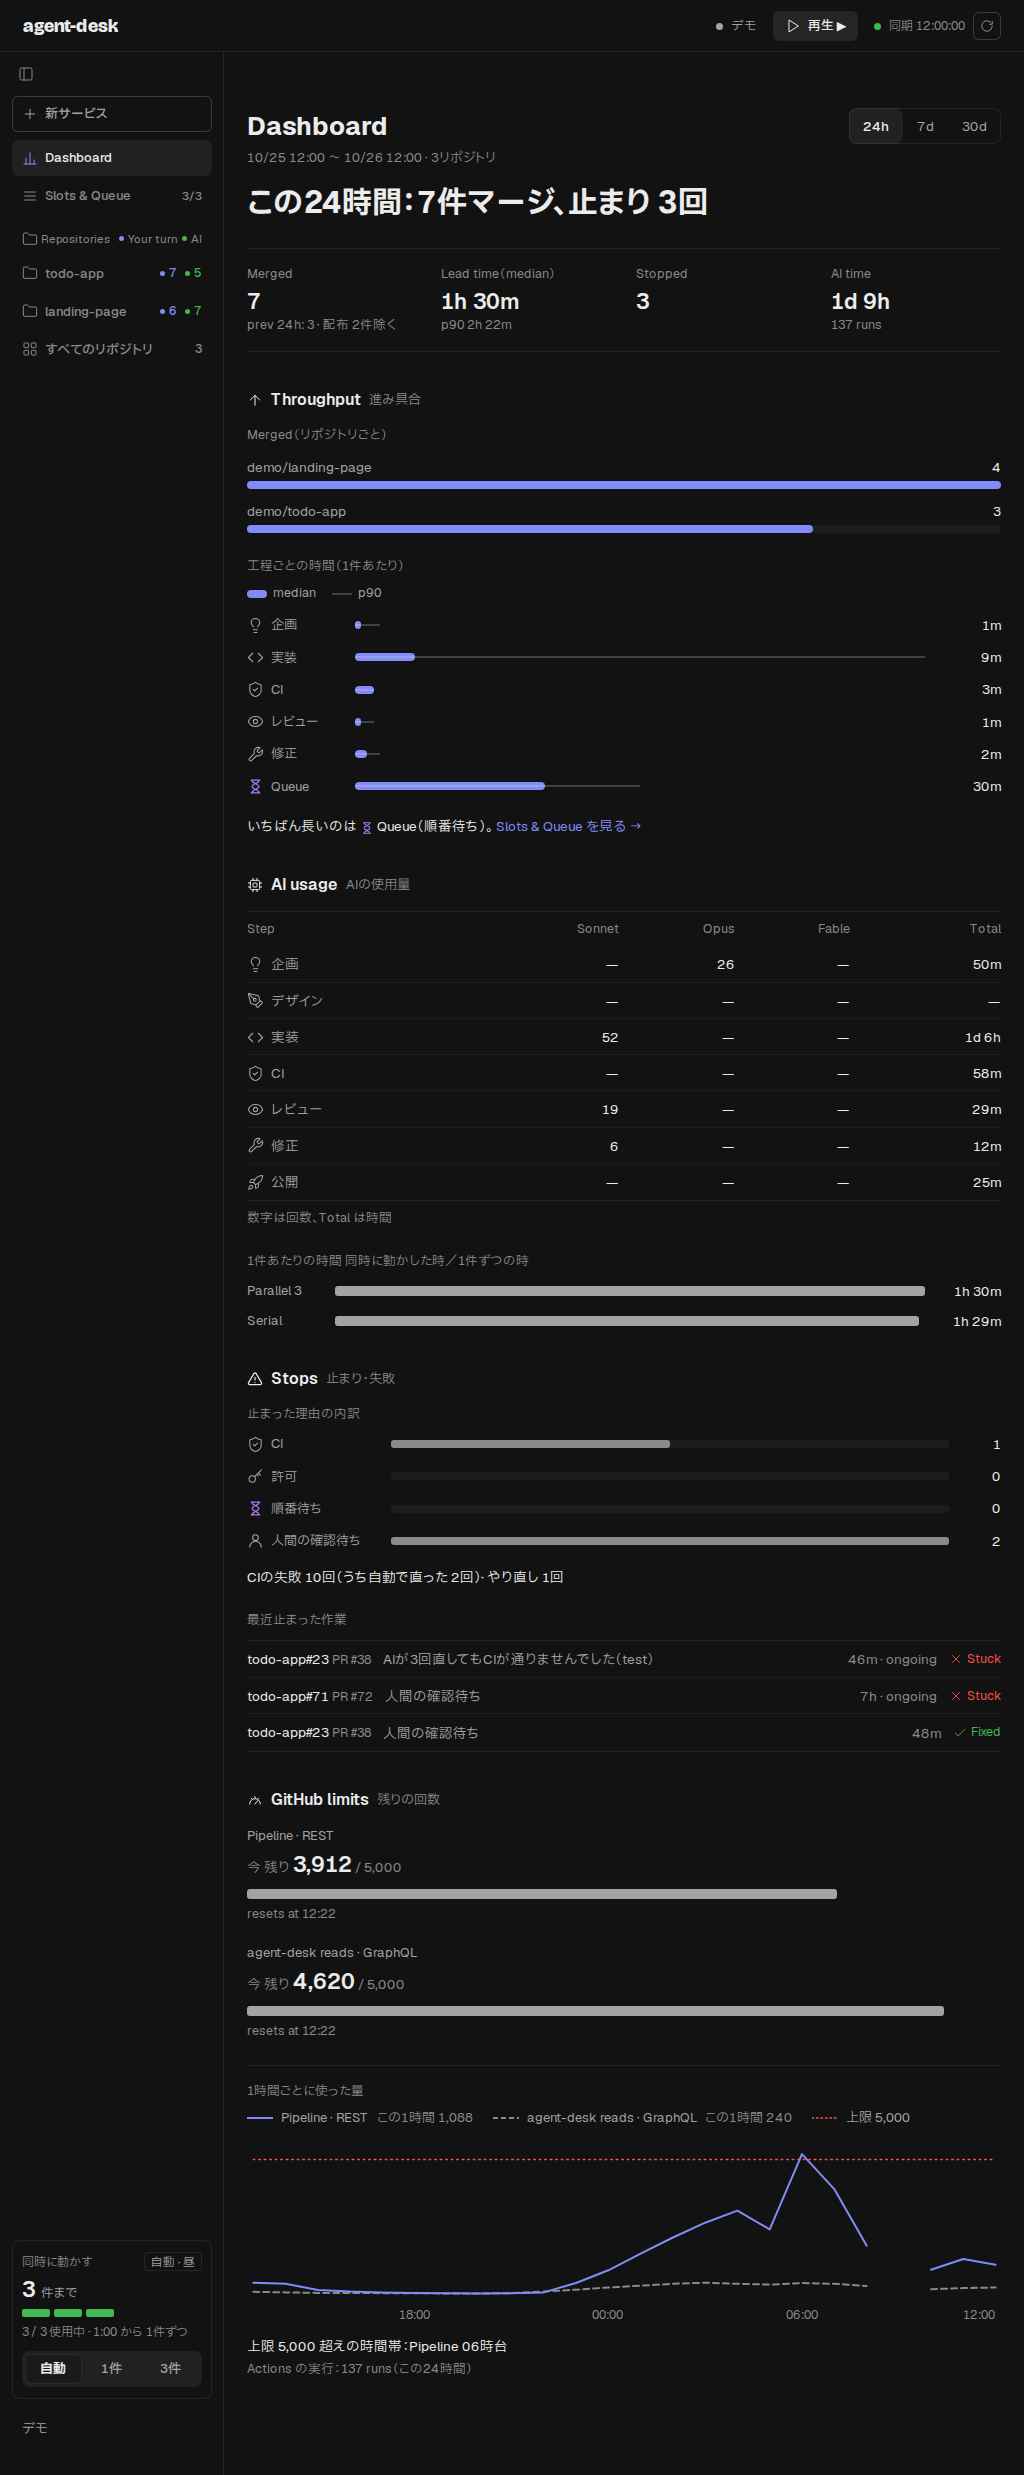 agent-desk
デモ
再生 ▶
同期 12:00:00
新サービス
Dashboard
Slots & Queue 3/3
Repositories Your turn AI
todo-app 7 5
landing-page 6 7
すべてのリポジトリ 3
Dashboard
24h 7d 30d
10/25 12:00 〜 10/26 12:00 · 3リポジトリ
この24時間：7件マージ、止まり 3回
Merged Lead time（median） Stopped AI time
7 1h 30m 3 1d 9h
prev 24h: 3 · 配布 2件除く p90 2h 22m 137 runs
Throughput 進み具合
Merged（リポジトリごと）
demo/landing-page 4
demo/todo-app 3
工程ごとの時間（1件あたり）
median p90
企画 1m
実装 9m
CI 3m
レビュー 1m
修正 2m
Queue 30m
いちばん長いのは Queue（順番待ち）。Slots & Queue を見る →
AI usage AIの使用量
Step Sonnet Opus Fable Total
企画 — 26 — 50m
デザイン — — — —
実装 52 — — 1d 6h
CI — — — 58m
レビュー 19 — — 29m
修正 6 — — 12m
公開 — — — 25m
数字は回数、Total は時間
1件あたりの時間 同時に動かした時／1件ずつの時
Parallel 3 1h 30m
Serial 1h 29m
Stops 止まり・失敗
止まった理由の内訳
CI 1
許可 0
順番待ち 0
人間の確認待ち 2
CIの失敗 10回（うち自動で直った 2回）· やり直し 1回
最近止まった作業
todo-app#23 PR #38 AIが3回直してもCIが通りませんでした（test） 46m · ongoing Stuck
todo-app#71 PR #72 人間の確認待ち 7h · ongoing Stuck
todo-app#23 PR #38 人間の確認待ち 48m Fixed
GitHub limits 残りの回数
Pipeline · REST
今 残り 3,912 / 5,000
resets at 12:22
agent-desk reads · GraphQL
今 残り 4,620 / 5,000
resets at 12:22
1時間ごとに使った量
Pipeline · REST この1時間 1,088 agent-desk reads · GraphQL この1時間 240 上限 5,000
18:00 00:00 06:00 12:00
上限 5,000 超えの時間帯：Pipeline 06時台
Actions の実行：137 runs（この24時間）
同時に動かす 自動 · 昼
3 件まで
3 / 3 使用中 · 1:00 から 1件ずつ
自動 1件 3件
デモ